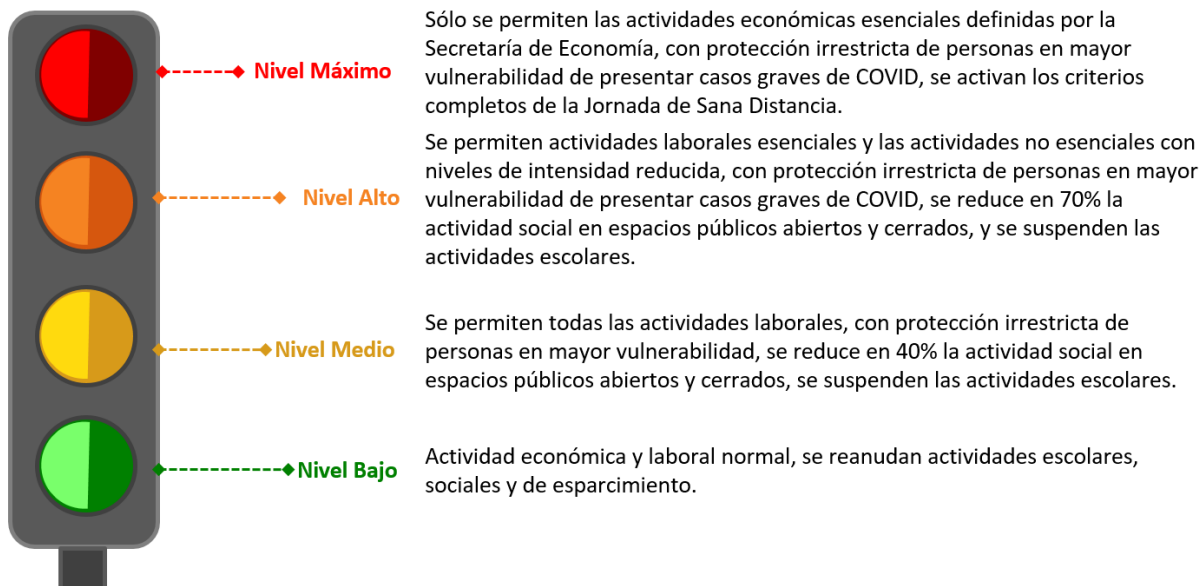 Nivel Máximo
Sólo se permiten las actividades económicas esenciales definidas por la
Secretaría de Economía, con protección irrestricta de personas en mayor
vulnerabilidad de presentar casos graves de COVID, se activan los criterios
completos de la Jornada de Sana Distancia.
Nivel Alto
Se permiten actividades laborales esenciales y las actividades no esenciales con
niveles de intensidad reducida, con protección irrestricta de personas en mayor
vulnerabilidad de presentar casos graves de COVID, se reduce en 70% la
actividad social en espacios públicos abiertos y cerrados, y se suspenden las
actividades escolares.
Nivel Medio
Se permiten todas las actividades laborales, con protección irrestricta de
personas en mayor vulnerabilidad, se reduce en 40% la actividad social en
espacios públicos abiertos y cerrados, se suspenden las actividades escolares.
Nivel Bajo
Actividad económica y laboral normal, se reanudan actividades escolares,
sociales y de esparcimiento.